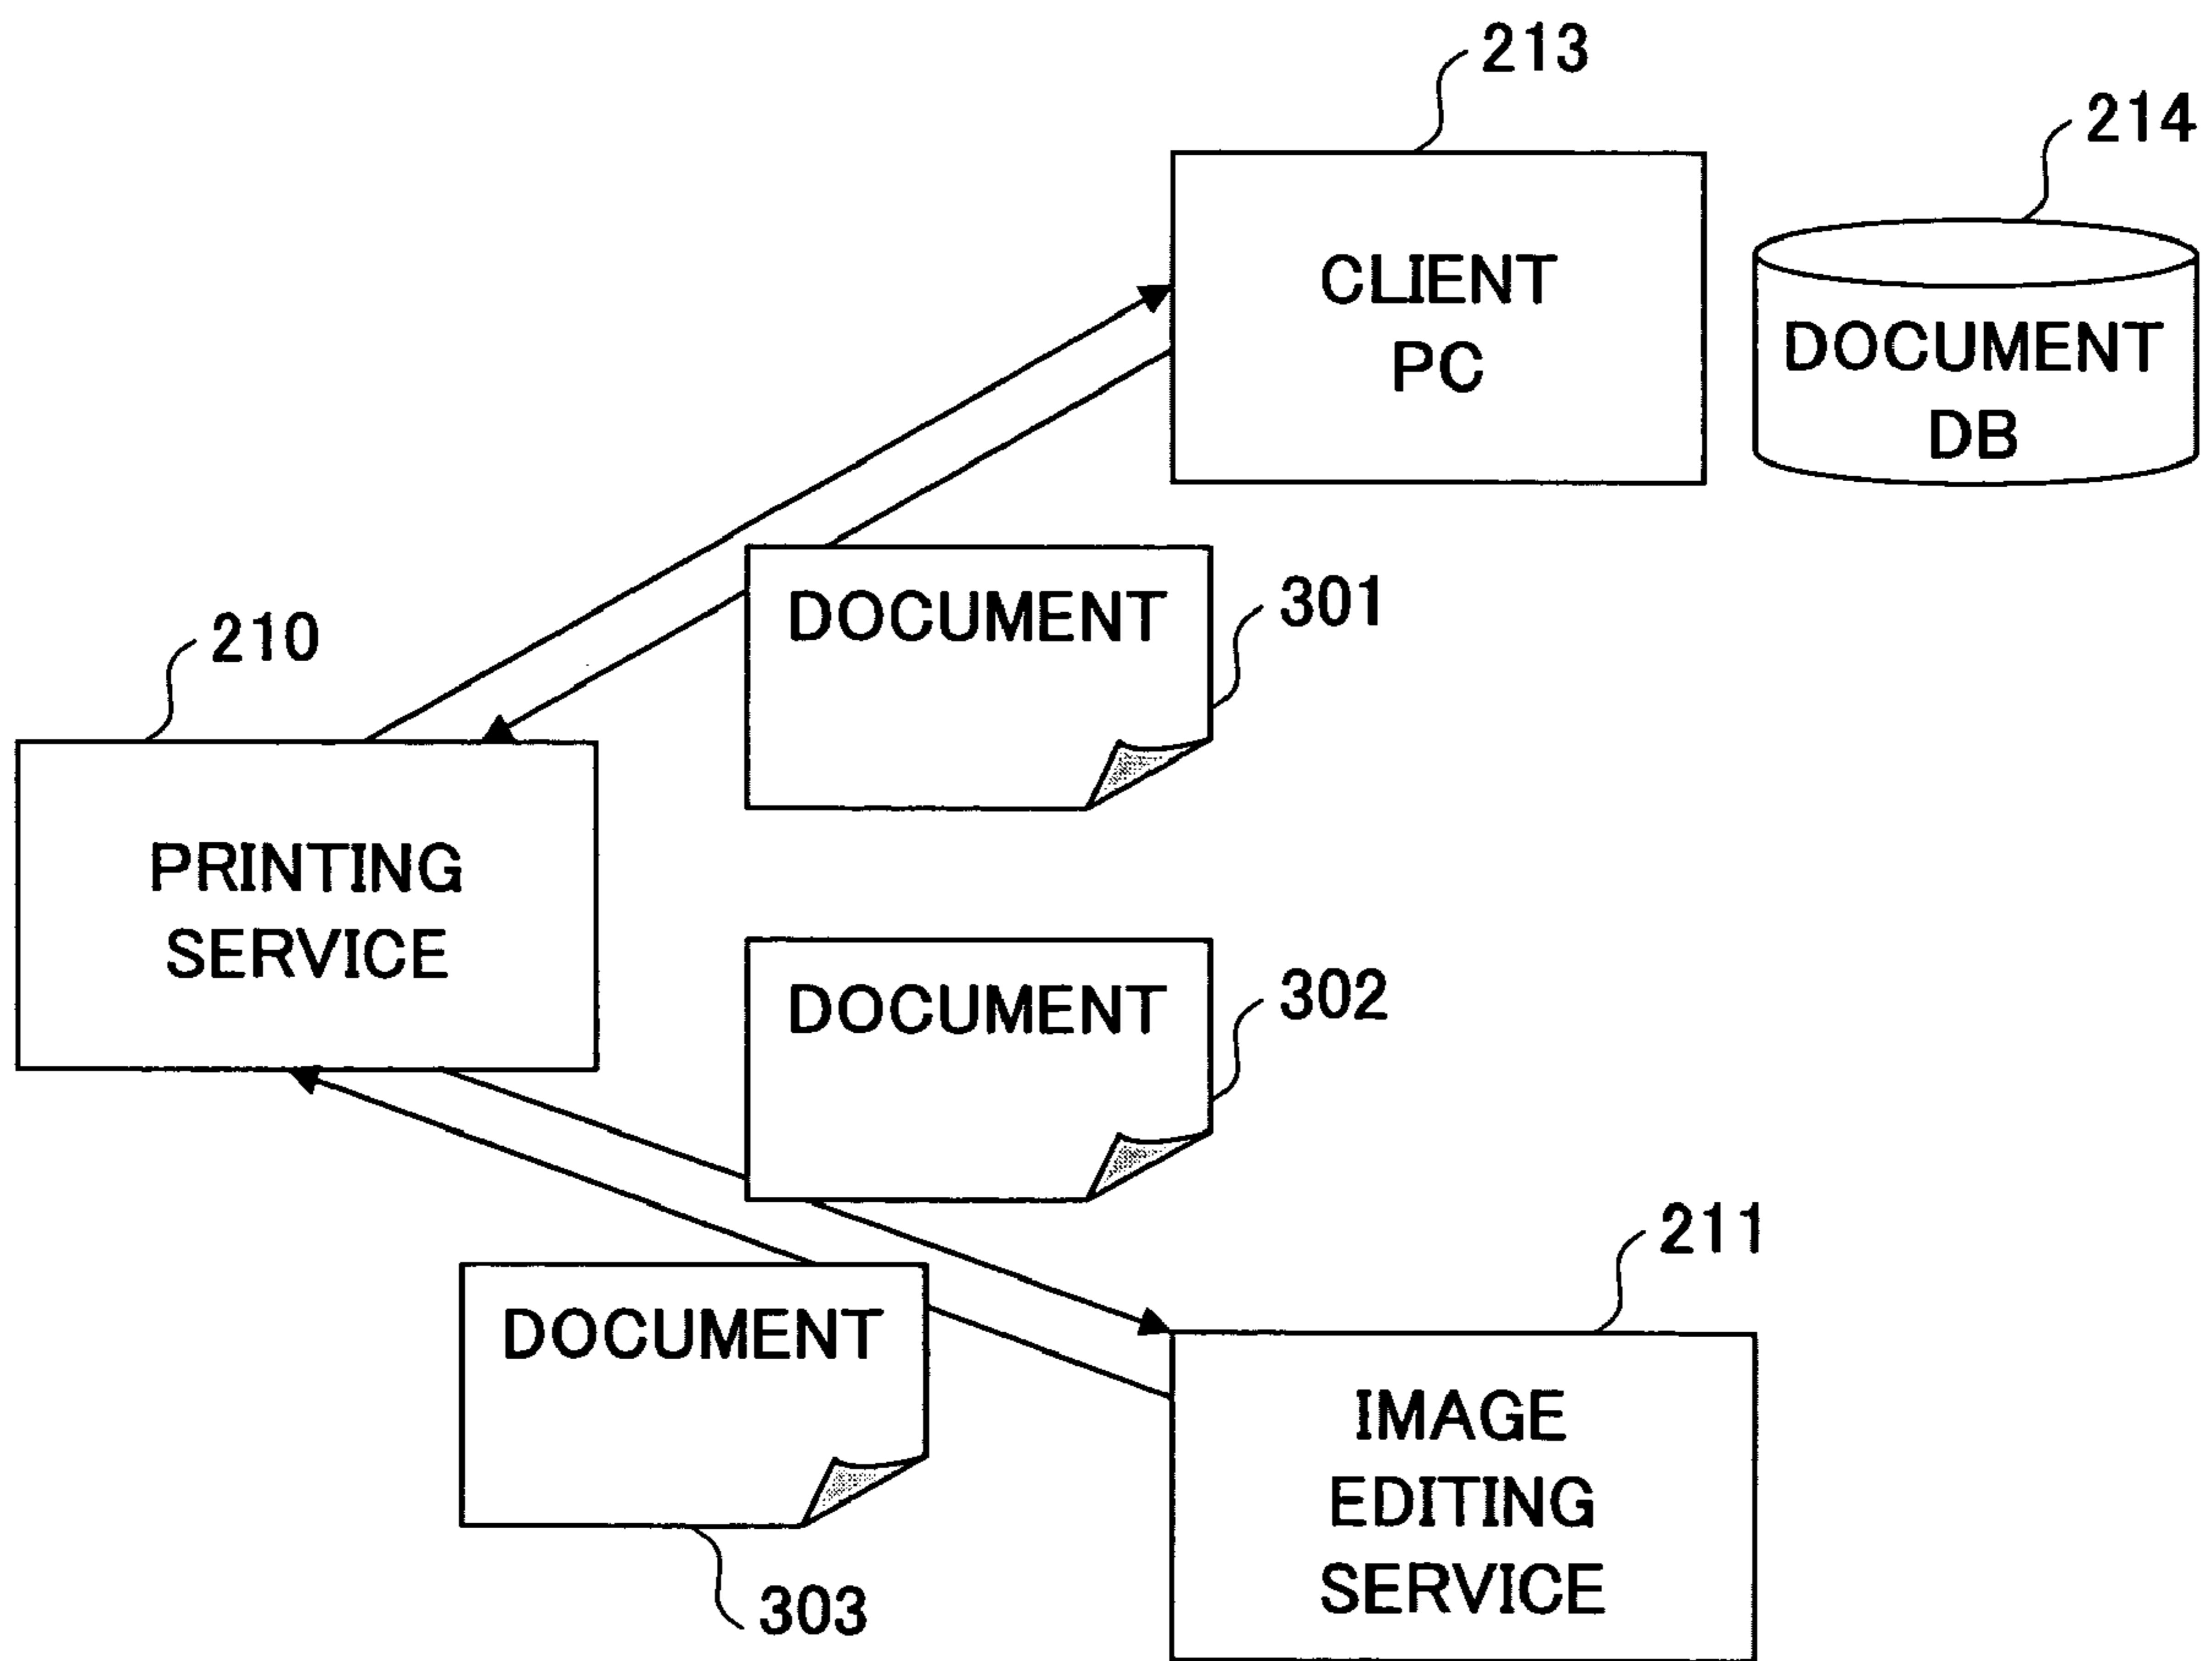 213
214
CLIENT
PC
DOCUMENT
DB
DOCUMENT
301
210
PRINTING
SERVICE
DOCUMENT
302
211
DOCUMENT
IMAGE
EDITING
SERVICE
303